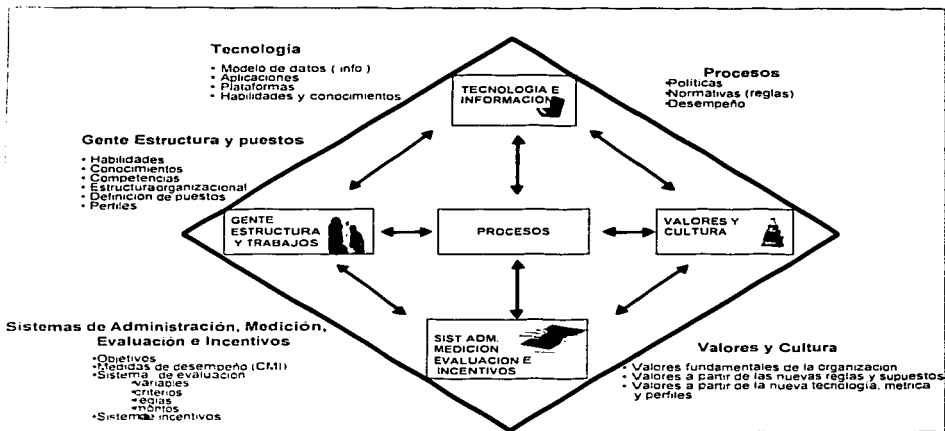 Tecnología
• Modelo de datos ( info )
• Aplicaciones
• Plataformas
• Habilidades y conocimientos
TECNOLOGIA E
INFORMACION
Procesos
•Políticas
•Normativas (reglas)
•Desempeño
Gente Estructura y puestos
• Habilidades
• Conocimientos
• Competencias
• Estructura organizacional
• Definicion de puestos
• Perfiles
GENTE
ESTRUCTURA
Y TRABAJOS
PROCESOS
VALORES Y
CULTURA
Sistemas de Administración, Medición,
Evaluación e Incentivos
•Objetivos
•Medidas de desempeño (CMI)
•Sistema de evaluación
•variables
•criterios
•reglas
•Sistema de incentivos
SIST ADM.
MEDICION
EVALUACION E
INCENTIVOS
Valores y Cultura
• Valores fundamentales de la organización
• Valores a partir de las nuevas reglas y supuestos
• Valores a partir de la nueva tecnología, metrica
y perfiles